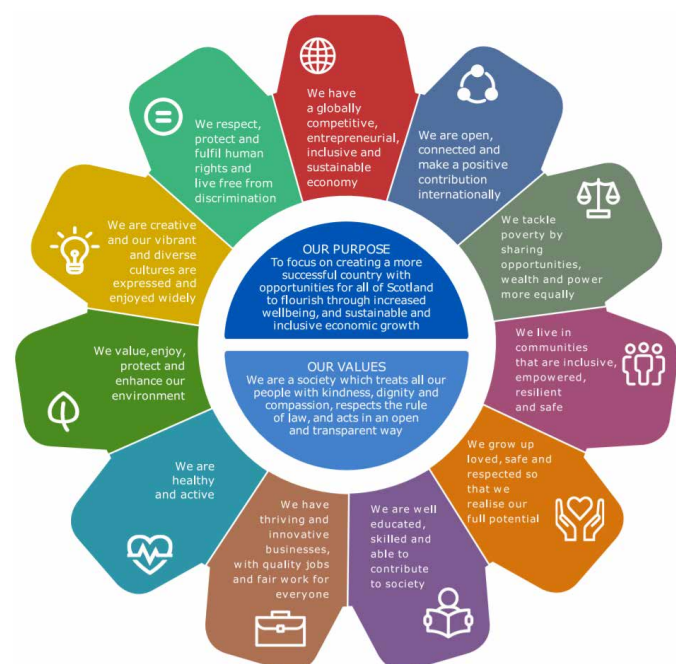 We have
a globally
competitive,
entrepreneurial,
inclusive and
sustainable
economy
We are open,
connected and
make a positive
contribution
internationally
We tackle
poverty by
sharing
opportunities,
wealth and power
more equally
We live in
communities
that are inclusive,
empowered,
resilient
and safe
We grow up
loved, safe and
respected so
that we
realise our
full potential
We are well
educated,
skilled and
able to
contribute
to society
We have
thriving and
innovative
businesses,
with quality jobs
and fair work for
everyone
We are
healthy
and active
We value, enjoy,
protect and
enhance our
environment
We are creative
and our vibrant
and diverse
cultures are
expressed and
enjoyed widely
We respect,
protect and
fulfil human
rights and
live free from
discrimination
OUR PURPOSE
To focus on creating a more
successful country with
opportunities for all of Scotland
to flourish through increased
wellbeing, and sustainable and
inclusive economic growth
OUR VALUES
We are a society which treats all our
people with kindness, dignity and
compassion, respects the rule
of law, and acts in an open
and transparent way